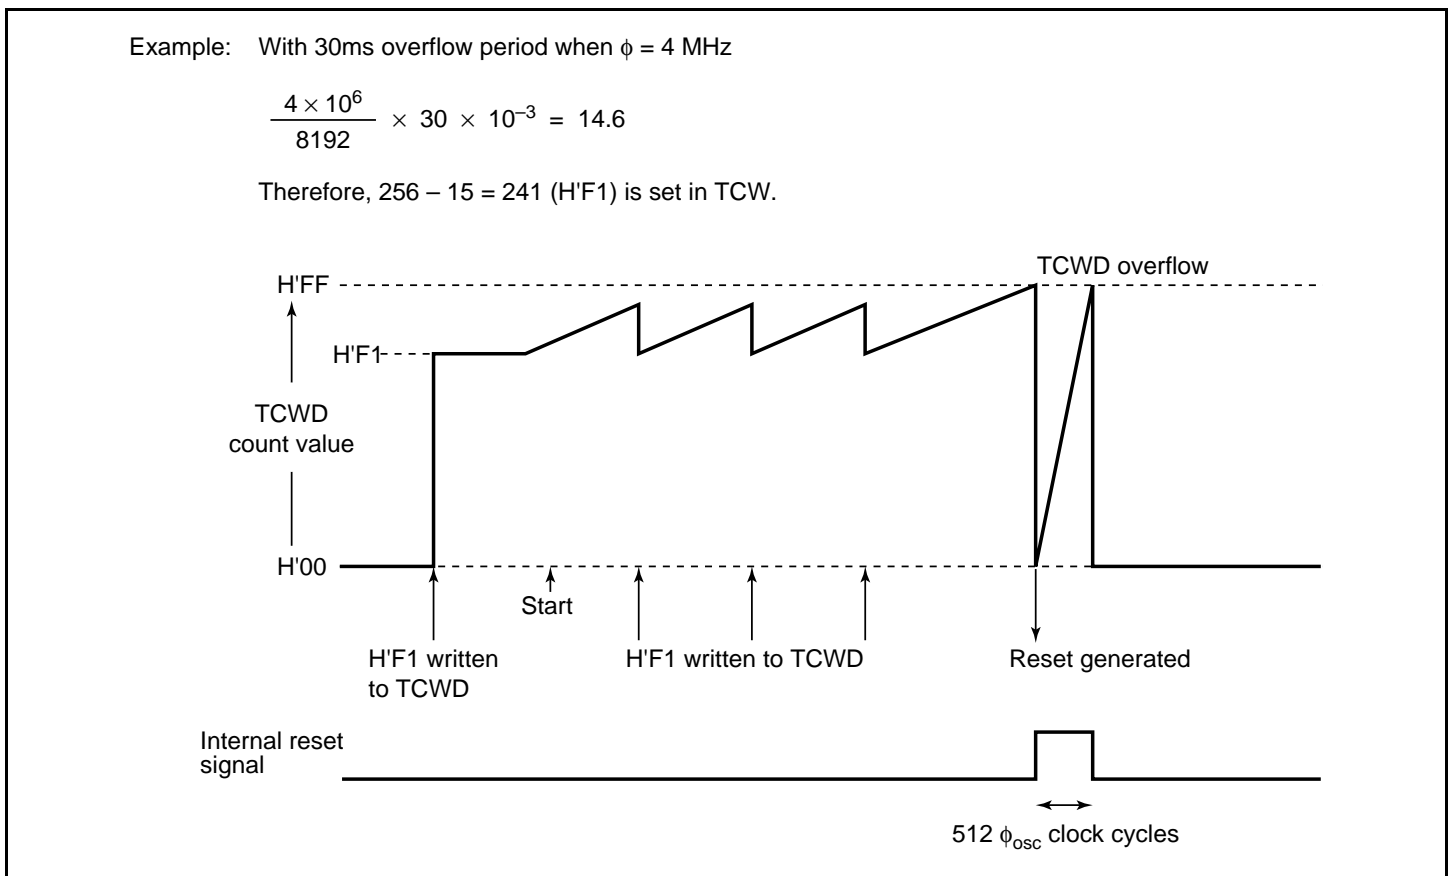 Example: With 30ms overflow period when ϕ = 4 MHz
4 × 10⁶
8192
× 30 × 10⁻³ = 14.6
Therefore, 256 – 15 = 241 (H'F1) is set in TCW.
TCWD overflow
H'FF
H'F1
TCWD
count value
H'00
Start
H'F1 written
to TCWD
H'F1 written to TCWD
Reset generated
Internal reset
signal
512 ϕosc clock cycles